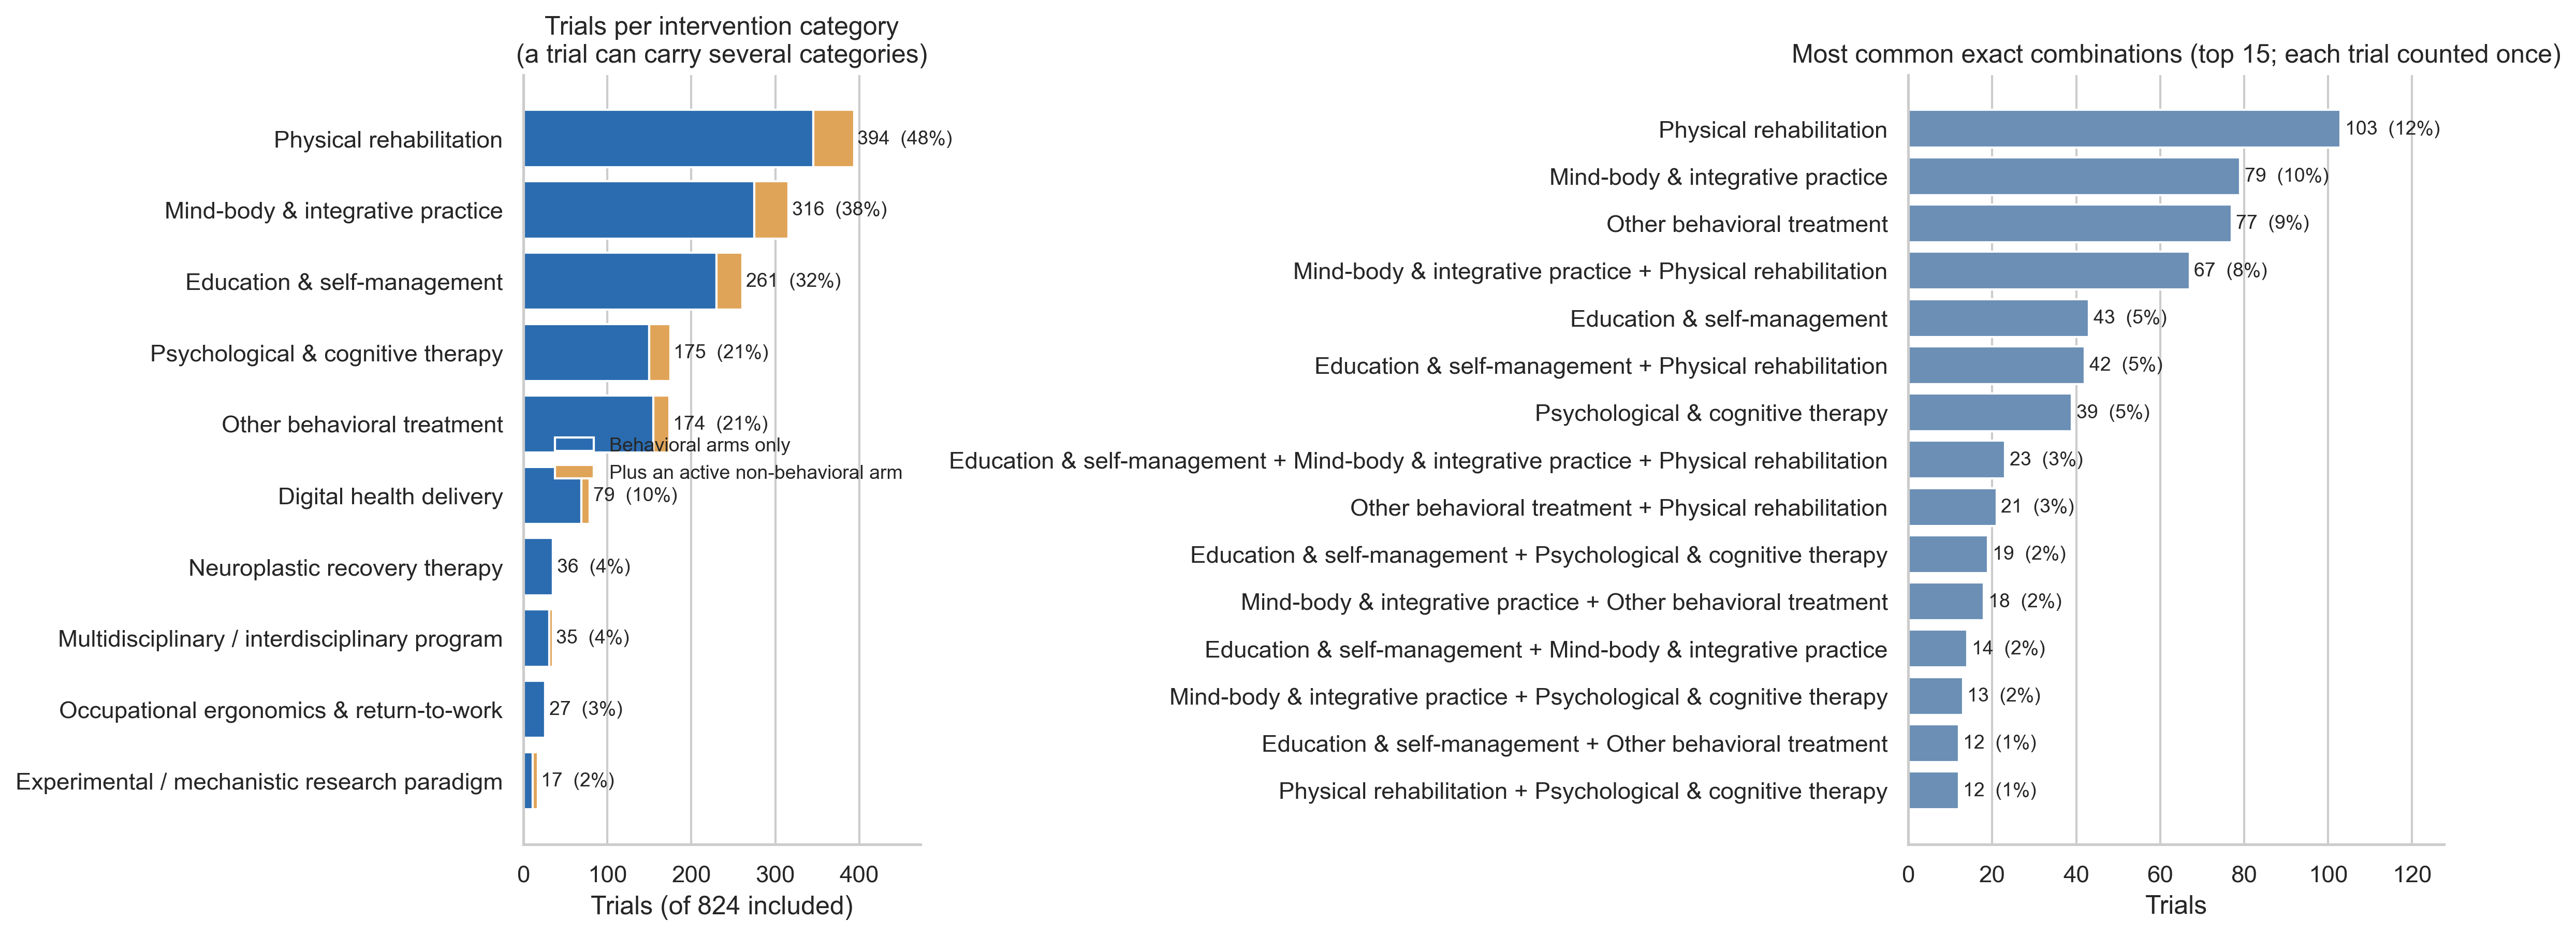 Trials per intervention category
(a trial can carry several categories)
Physical rehabilitation
394 (48%)
Mind-body & integrative practice
316 (38%)
Education & self-management
261 (32%)
Psychological & cognitive therapy
175 (21%)
Other behavioral treatment
174 (21%)
Behavioral arms only
Plus an active non-behavioral arm
Digital health delivery
79 (10%)
Neuroplastic recovery therapy
36 (4%)
Multidisciplinary / interdisciplinary program
35 (4%)
Occupational ergonomics & return-to-work
27 (3%)
Experimental / mechanistic research paradigm
17 (2%)
0 100 200 300 400
Trials (of 824 included)
Most common exact combinations (top 15; each trial counted once)
Physical rehabilitation
103 (12%)
Mind-body & integrative practice
79 (10%)
Other behavioral treatment
77 (9%)
Mind-body & integrative practice + Physical rehabilitation
67 (8%)
Education & self-management
43 (5%)
Education & self-management + Physical rehabilitation
42 (5%)
Psychological & cognitive therapy
39 (5%)
Education & self-management + Mind-body & integrative practice + Physical rehabilitation
23 (3%)
Other behavioral treatment + Physical rehabilitation
21 (3%)
Education & self-management + Psychological & cognitive therapy
19 (2%)
Mind-body & integrative practice + Other behavioral treatment
18 (2%)
Education & self-management + Mind-body & integrative practice
14 (2%)
Mind-body & integrative practice + Psychological & cognitive therapy
13 (2%)
Education & self-management + Other behavioral treatment
12 (1%)
Physical rehabilitation + Psychological & cognitive therapy
12 (1%)
0 20 40 60 80 100 120
Trials